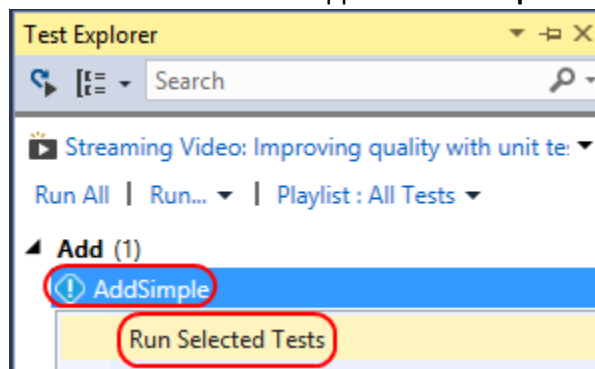 Test Explorer
Search
Streaming Video: Improving quality with unit
Run All | Run... | Playlist : All Tests
Add (1)
AddSimple
Run Selected Tests